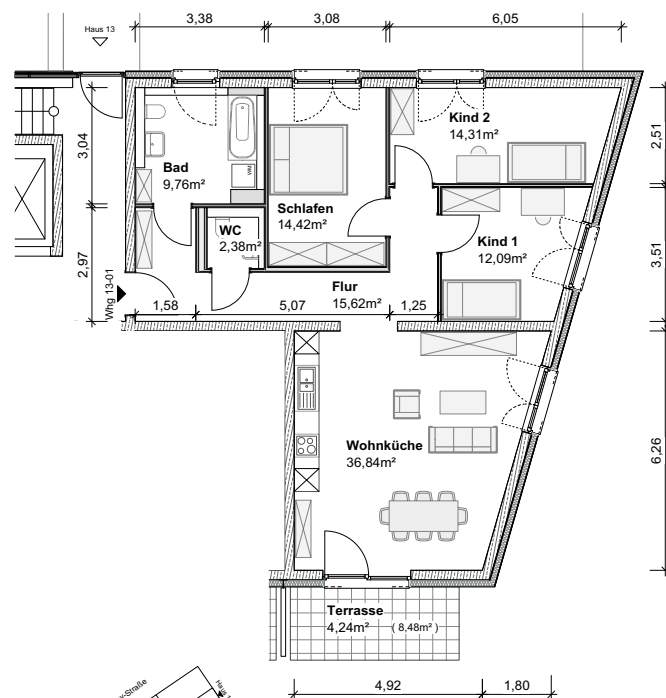 3,38
3,08
6,05
Haus 13
3,04
2,97
Bad
9,76m²
WM
WC
2,38m²
Schlafen
14,42m²
Kind 2
14,31m²
Kind 1
12,09m²
2,51
3,51
6,26
Whg 13-01
Flur
15,62m²
1,58
5,07
1,25
Wohnküche
36,84m²
Terrasse
4,24m² ( 8,48m² )
4,92
1,80